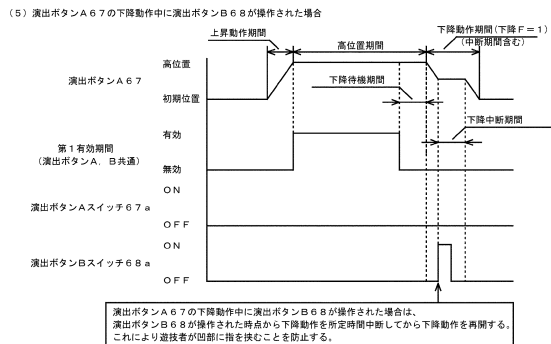 （５）演出ボタンＡ６７の下降動作中に演出ボタンＢ６８が操作された場合
上昇動作期間
高位置期間
下降動作期間（下降Ｆ＝１）
（中断期間含む）
高位置
演出ボタンＡ６７
下降待機期間
初期位置
下降中断期間
有効
第１有効期間
（演出ボタンＡ、Ｂ共通）
無効
ＯＮ
演出ボタンＡスイッチ６７ａ
ＯＦＦ
ＯＮ
演出ボタンＢスイッチ６８ａ
ＯＦＦ
演出ボタンＡ６７の下降動作中に演出ボタンＢ６８が操作された場合は、
演出ボタンＢ６８が操作された時点から下降動作を所定時間中断してから下降動作を再開する。
これにより遊技者が凹部に指を挟むことを防止する。